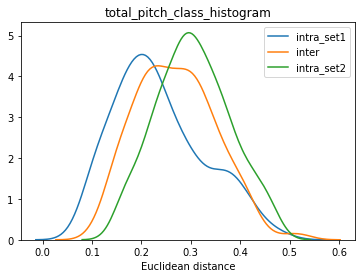 total_pitch_class_histogram
intra_set1
inter
intra_set2
5
4
3
2
1
0
0.0 0.1 0.2 0.3 0.4 0.5 0.6
Euclidean distance